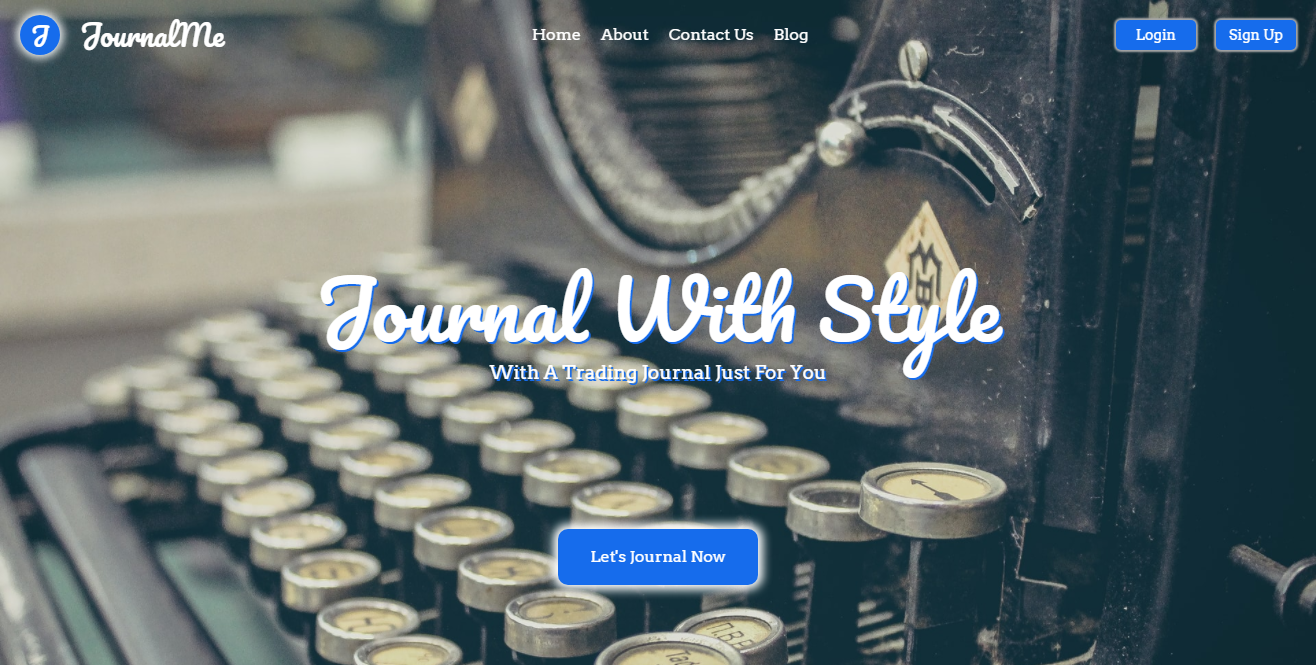 J JournalMe
Home About Contact Us Blog
Login Sign Up
Journal With Style
With A Trading Journal Just For You
Let's Journal Now